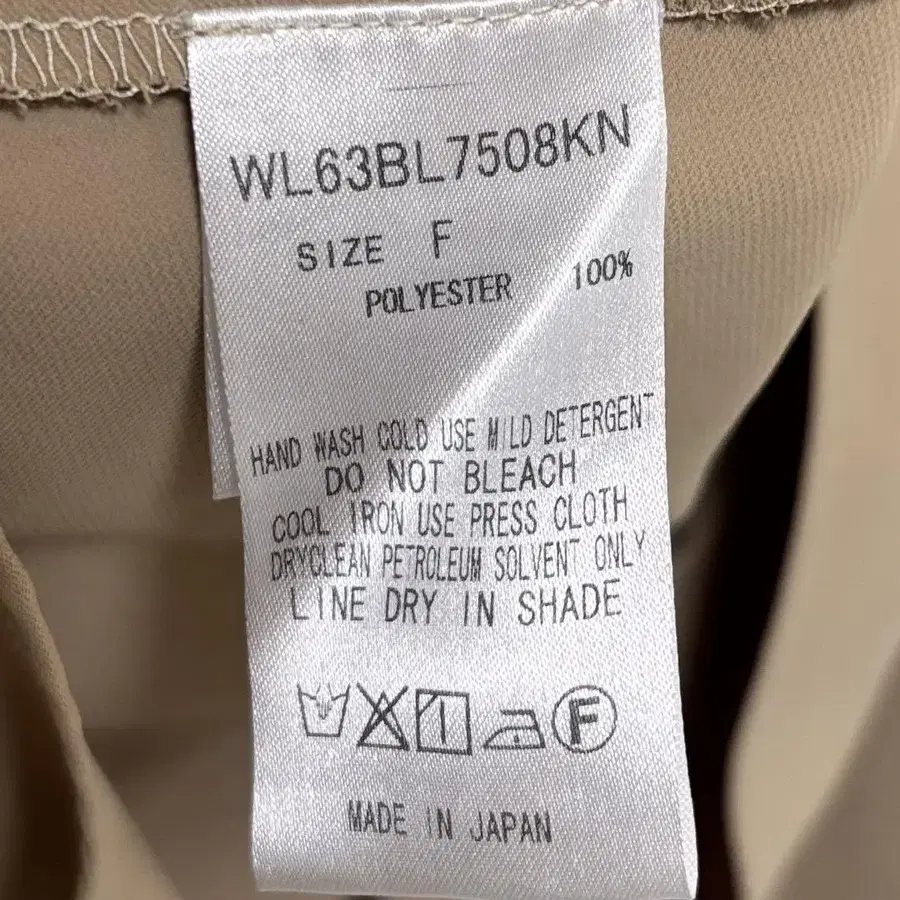 WL63BL7508KN
SIZE F
POLYESTER 100%
HAND WASH COLD USE MILD DETERGENT
DO NOT BLEACH
COOL IRON USE PRESS CLOTH
DRYCLEAN PETROLEUM SOLVENT ONLY
LINE DRY IN SHADE
F
MADE IN JAPAN